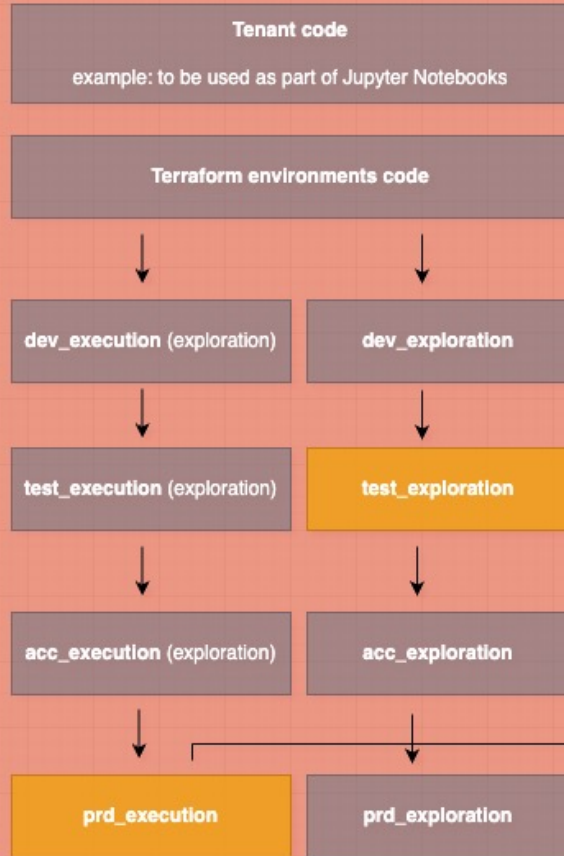 Tenant code
example: to be used as part of Jupyter Notebooks
Terraform environments code
dev_execution (exploration)
dev_exploration
test_execution (exploration)
test_exploration
acc_execution (exploration)
acc_exploration
prd_execution
prd_exploration